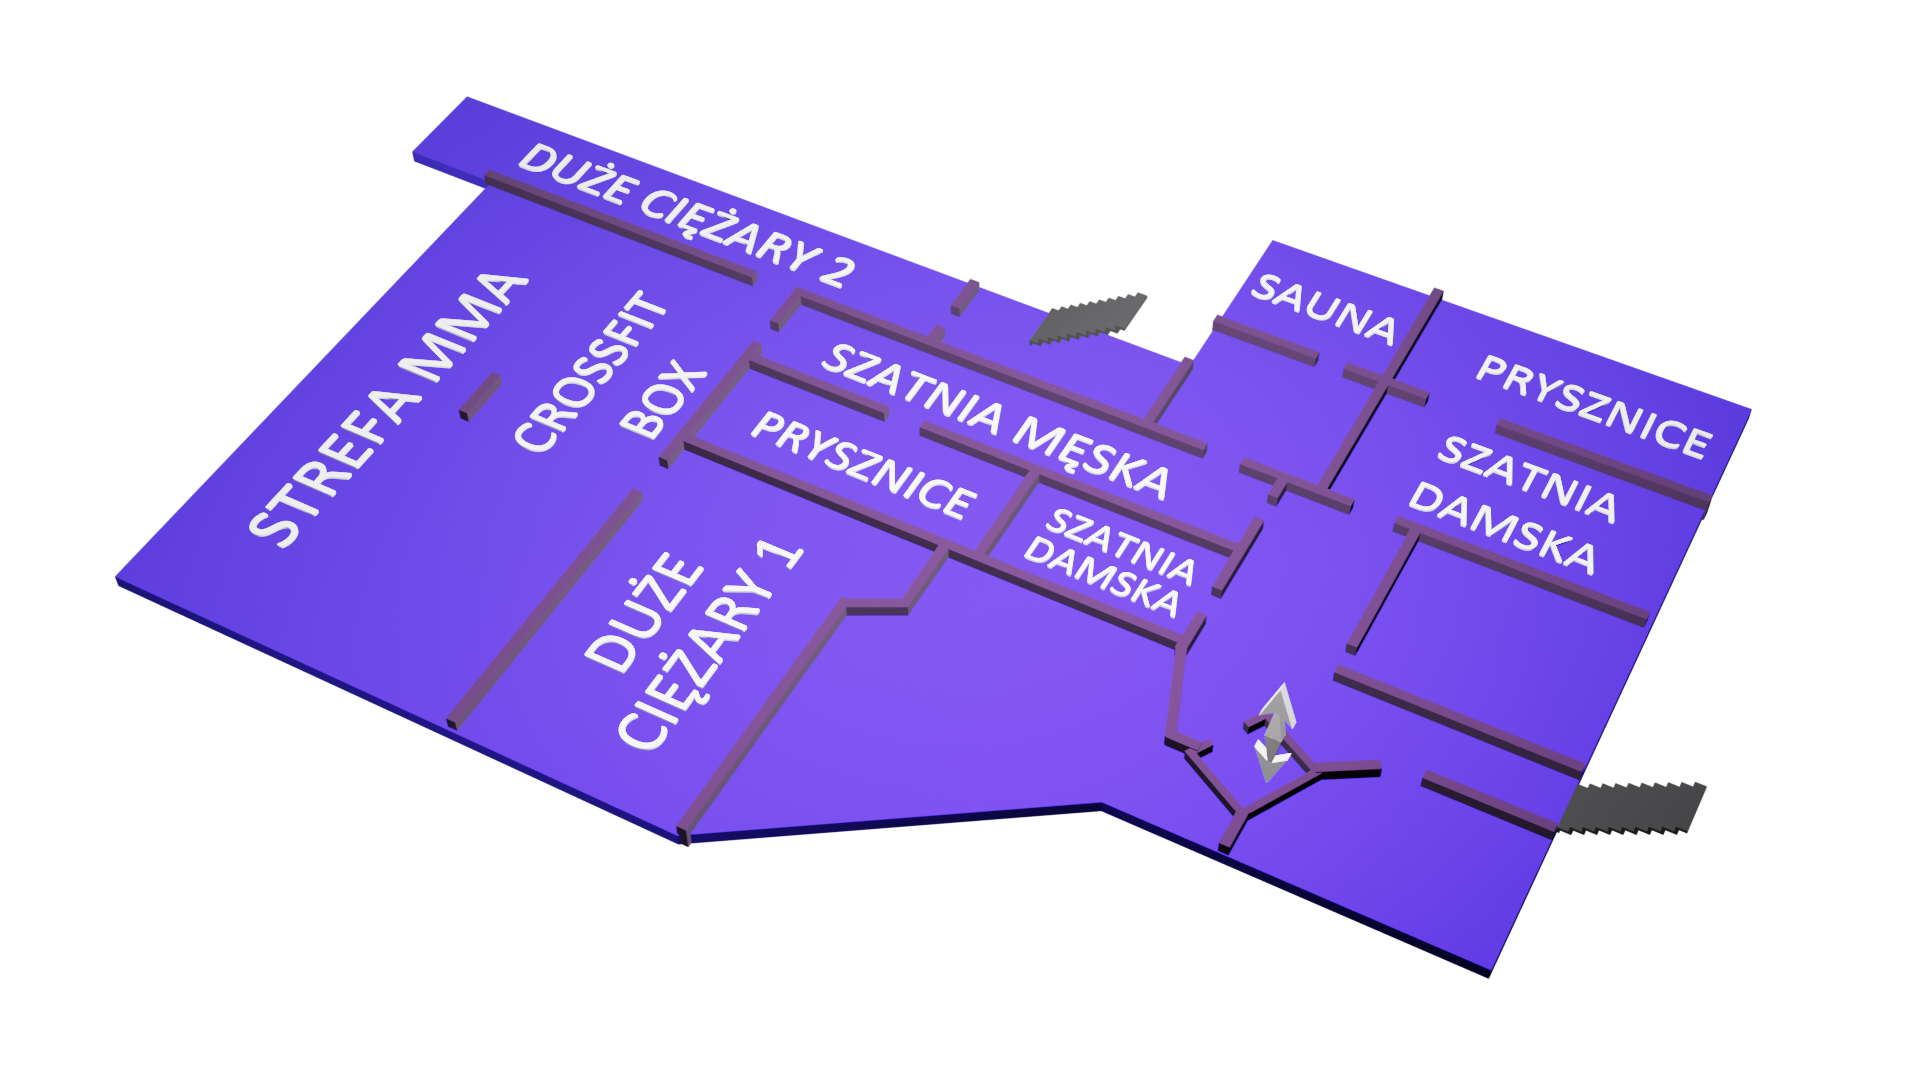 DUŻE CIĘŻARY 2
STREFA MMA
CROSSFIT
BOX
SZATNIA MĘSKA
PRYSZNICE
SZATNIA
DAMSKA
DUŻE
CIĘŻARY 1
SAUNA
PRYSZNICE
SZATNIA
DAMSKA